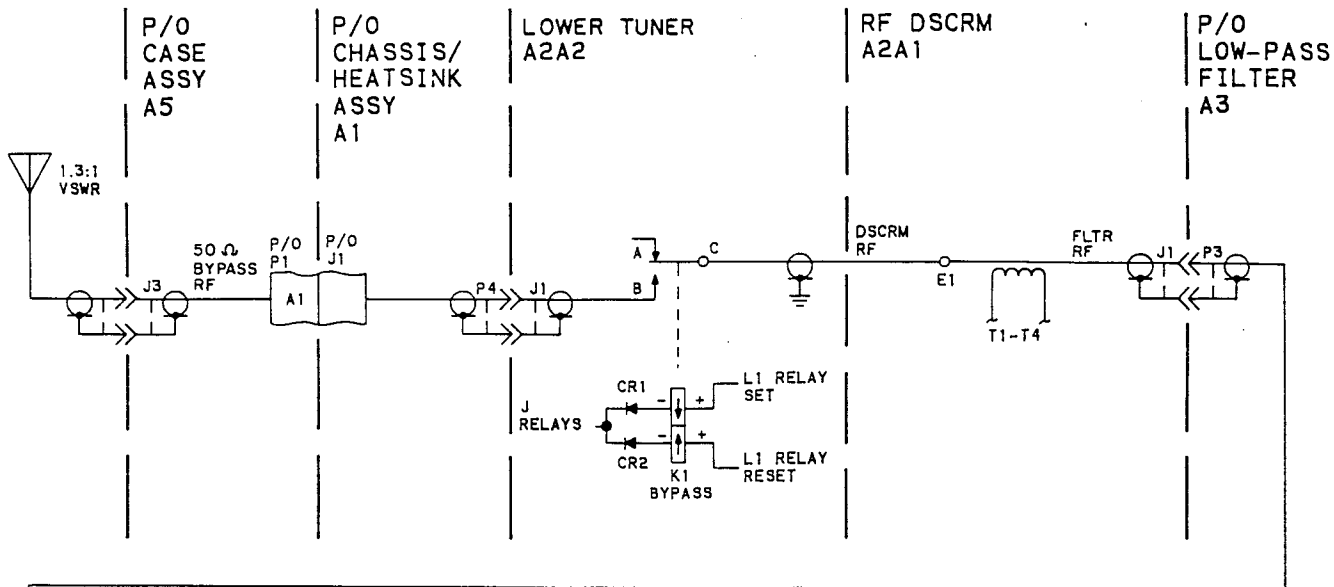 P/O
CASE
ASSY
A5
P/O
CHASSIS/
HEATSINK
ASSY
A1
LOWER TUNER
A2A2
RF DSCRM
A2A1
P/O
LOW-PASS
FILTER
A3
1.3:1
VSWR
50 Ω
BYPASS
RF
P/O
P1
P/O
J1
A1
J3
P4
J1
A
B
C
DSCRM
RF
E1
FLTR
RF
J1
P3
T1-T4
J
RELAYS
CR1
CR2
-
+
-
+
L1 RELAY
SET
L1 RELAY
RESET
K1
BYPASS